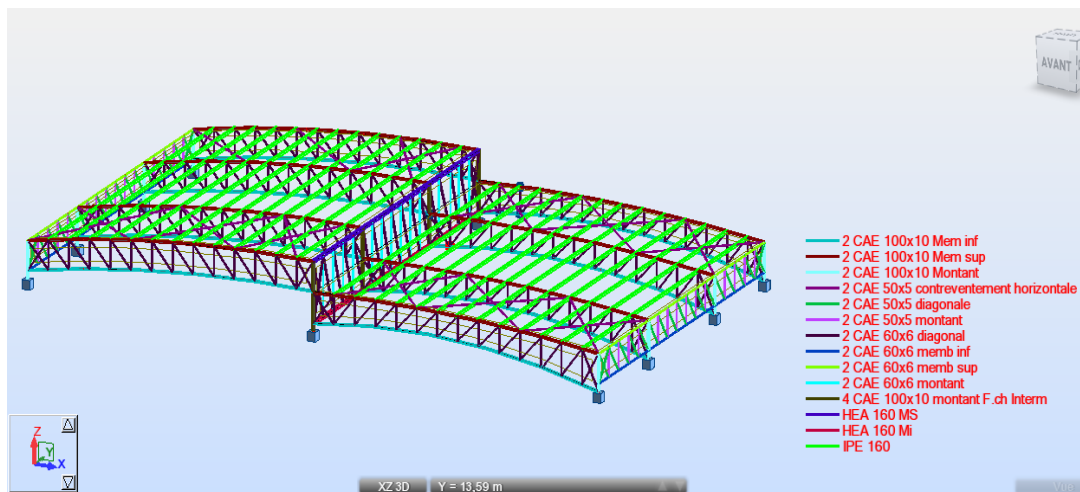 AVANT
2 CAE 100x10 Mem inf
2 CAE 100x10 Mem sup
2 CAE 100x10 Montant
2 CAE 50x5 contreventement horizontale
2 CAE 50x5 diagonale
2 CAE 50x5 montant
2 CAE 60x6 diagonal
2 CAE 60x6 memb inf
2 CAE 60x6 memb sup
2 CAE 60x6 montant
4 CAE 100x10 montant F.ch Interm
HEA 160 MS
HEA 160 Mi
IPE 160
Z
Y
X
XZ 3D Y = 13,59 m